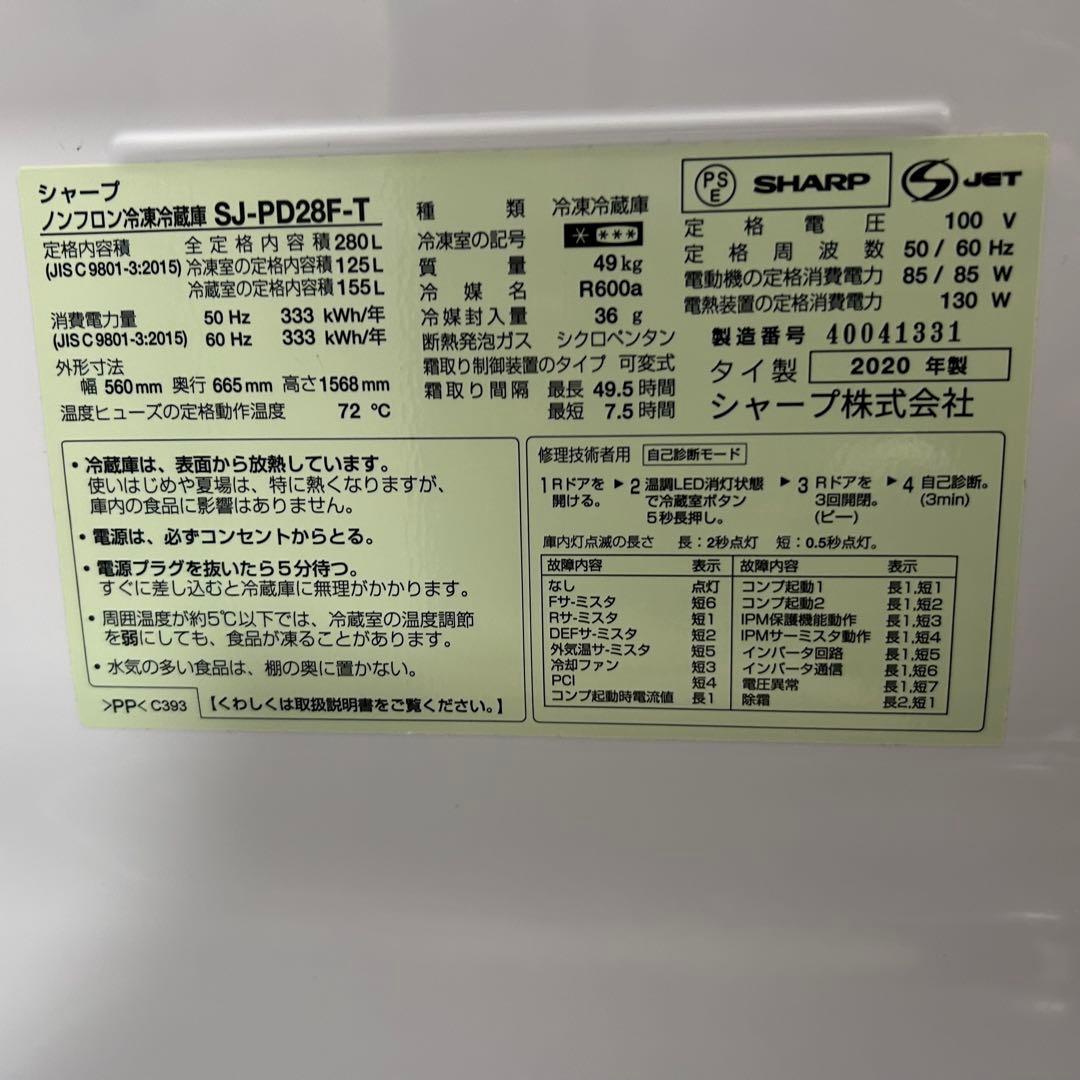 シャープ
ノンフロン冷凍冷蔵庫 SJ-PD28F-T
定格内容積 全定格内容積 280L
(JIS C 9801-3:2015) 冷凍室の定格内容積 125L
冷蔵室の定格内容積 155L
消費電力量 50 Hz 333 kWh/年
(JIS C 9801-3:2015) 60 Hz 333 kWh/年
外形寸法
幅 560mm 奥行 665mm 高さ1568mm
温度ヒューズの定格動作温度 72 ℃
種類 冷凍冷蔵庫
冷凍室の記号 * ***
質量 49kg
冷媒名 R600a
冷媒封入量 36 g
断熱発泡ガス シクロペンタン
霜取り制御装置のタイプ 可変式
霜取り間隔 最長 49.5時間
最短 7.5時間
PSE SHARP JET
定格電圧 100 V
定格周波数 50/60 Hz
電動機の定格消費電力 85/85 W
電熱装置の定格消費電力 130 W
製造番号 40041331
タイ製 2020 年製
シャープ株式会社
・冷蔵庫は、表面から放熱しています。
使いはじめや夏場は、特に熱くなりますが、
庫内の食品に影響はありません。
・電源は、必ずコンセントからとる。
・電源プラグを抜いたら5分待つ。
すぐに差し込むと冷蔵庫に無理がかかります。
・周囲温度が約5℃以下では、冷蔵室の温度調節
を弱にしても、食品が凍ることがあります。
・水気の多い食品は、棚の奥に置かない。
>PP< C393 【くわしくは取扱説明書をご覧ください。】
修理技術者用 自己診断モード
1 Rドアを ▶ 2 温調LED消灯状態 ▶ 3 Rドアを ▶ 4 自己診断。
開ける。 で冷蔵室ボタン 3回開閉。 (3min)
5秒長押し。 (ピー)
庫内灯点滅の長さ 長：2秒点灯 短：0.5秒点灯。
故障内容 表示 故障内容 表示
なし 点灯 コンプ起動1 長1,短1
Fサーミスタ 短6 コンプ起動2 長1,短2
Rサーミスタ 短1 IPM保護機能動作 長1,短3
DEFサーミスタ 短2 IPMサーミスタ動作 長1,短4
外気温サーミスタ 短5 インバータ回路 長1,短5
冷却ファン 短3 インバータ通信 長1,短6
PCI 短4 電圧異常 長1,短7
コンプ起動時電流値 長1 除霜 長2,短1